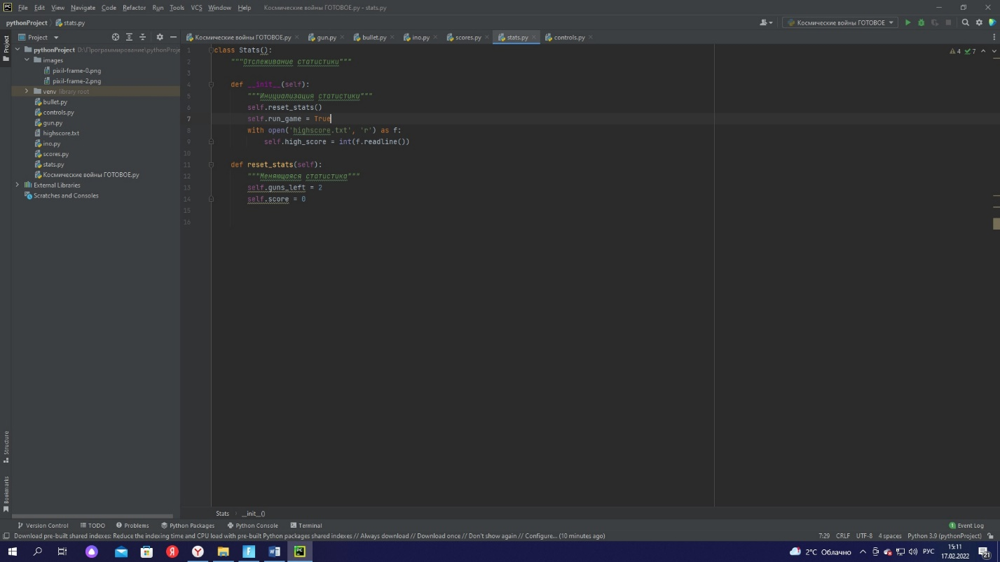 PC File Edit View Navigate Code Refactor Run Tools VCS Window Help Космические войны ГОТОВОЕ.py - stats.py
pythonProject stats.py
Космические войны ГОТОВОЕ
Project
Космические войны ГОТОВОЕ.py gun.py bullet.py ino.py scores.py stats.py controls.py
Project
pythonProject D:\Программирование\pythonProje
images
pixil-frame-0.png
pixil-frame-2.png
venv library root
bullet.py
controls.py
gun.py
highscore.txt
ino.py
scores.py
stats.py
Космические войны ГОТОВОЕ.py
External Libraries
Scratches and Consoles
4 7
1 class Stats():
2 """Отслеживание статистики"""
3
4 def __init__(self):
5 """Инициализация статистики"""
6 self.reset_stats()
7 self.run_game = True
8 with open('highscore.txt', 'r') as f:
9 self.high_score = int(f.readline())
10
11 def reset_stats(self):
12 """Меняющаяся статистика"""
13 self.guns_left = 2
14 self.score = 0
15
16
Structure
Bookmarks
Stats __init__()
Version Control TODO Problems Python Packages Python Console Terminal 1 Event Log
Download pre-built shared indexes: Reduce the indexing time and CPU load with pre-built Python packages shared indexes // Always download // Download once // Don't show again // Configure... (10 minutes ago) 7:29 CRLF UTF-8 4 spaces Python 3.9 (pythonProject)
Я Y F W PC 2°C Облачно РУС 15:11
17.02.2022 21